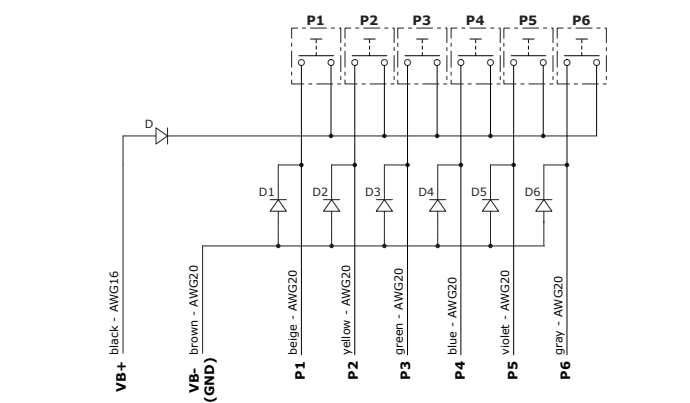 P1 P2 P3 P4 P5 P6
D
D1 D2 D3 D4 D5 D6
black - AWG16
VB+
brown - AWG20
VB-
(GND)
beige - AWG20
P1
yellow - AWG20
P2
green - AWG20
P3
blue - AWG20
P4
violet - AWG20
P5
gray - AWG20
P6